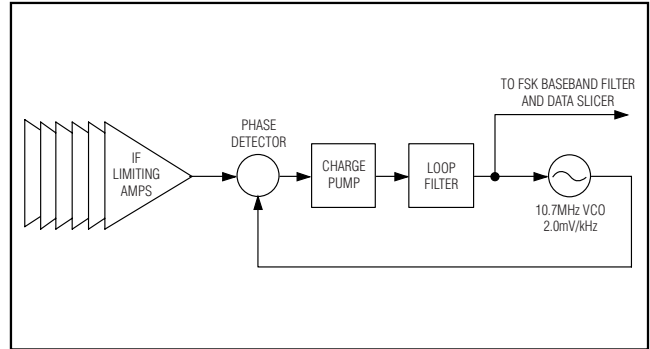 TO FSK BASEBAND FILTER
AND DATA SLICER
PHASE
DETECTOR
IF
LIMITING
AMPS
CHARGE
PUMP
LOOP
FILTER
10.7MHz VCO
2.0mV/kHz